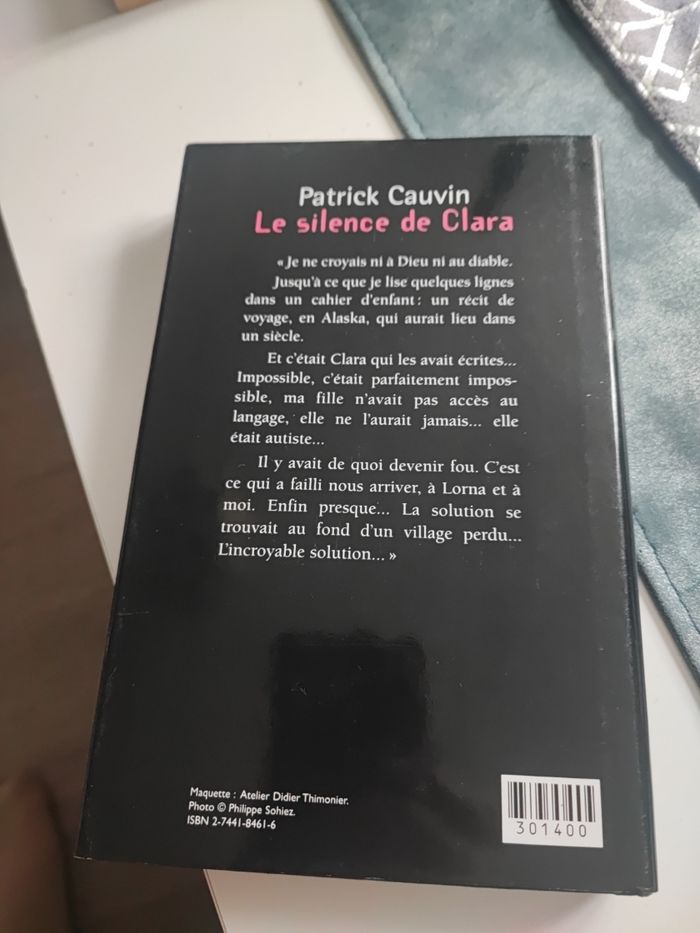 Patrick Cauvin
Le silence de Clara
« Je ne croyais ni à Dieu ni au diable.
Jusqu'à ce que je lise quelques lignes
dans un cahier d'enfant : un récit de
voyage, en Alaska, qui aurait lieu dans
un siècle.
Et c'était Clara qui les avait écrites...
Impossible, c'était parfaitement impos-
sible, ma fille n'avait pas accès au
langage, elle ne l'aurait jamais... elle
était autiste...
Il y avait de quoi devenir fou. C'est
ce qui a failli nous arriver, à Lorna et à
moi. Enfin presque... La solution se
trouvait au fond d'un village perdu...
L'incroyable solution... »
Maquette : Atelier Didier Thimonier.
Photo © Philippe Sohiez.
ISBN 2-7441-8461-6
301400